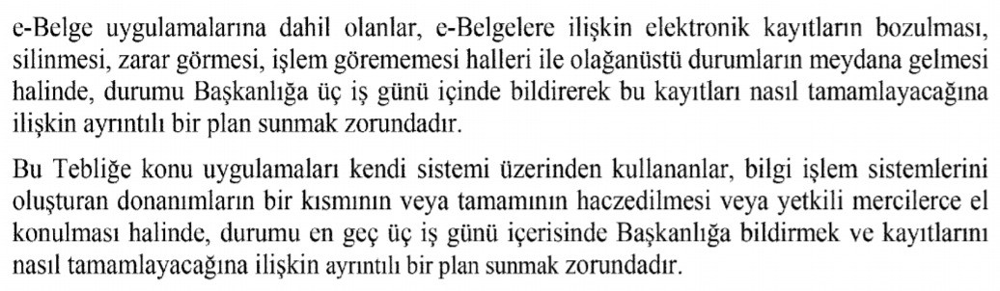 e-Belge uygulamalarına dahil olanlar, e-Belgelere ilişkin elektronik kayıtların bozulması,
silinmesi, zarar görmesi, işlem görememesi halleri ile olağanüstü durumların meydana gelmesi
halinde, durumu Başkanlığa üç iş günü içinde bildirerek bu kayıtları nasıl tamamlayacağına
ilişkin ayrıntılı bir plan sunmak zorundadır.
Bu Tebliğe konu uygulamaları kendi sistemi üzerinden kullananlar, bilgi işlem sistemlerini
oluşturan donanımların bir kısmının veya tamamının haczedilmesi veya yetkili mercilerce el
konulması halinde, durumu en geç üç iş günü içerisinde Başkanlığa bildirmek ve kayıtlarını
nasıl tamamlayacağına ilişkin ayrıntılı bir plan sunmak zorundadır.